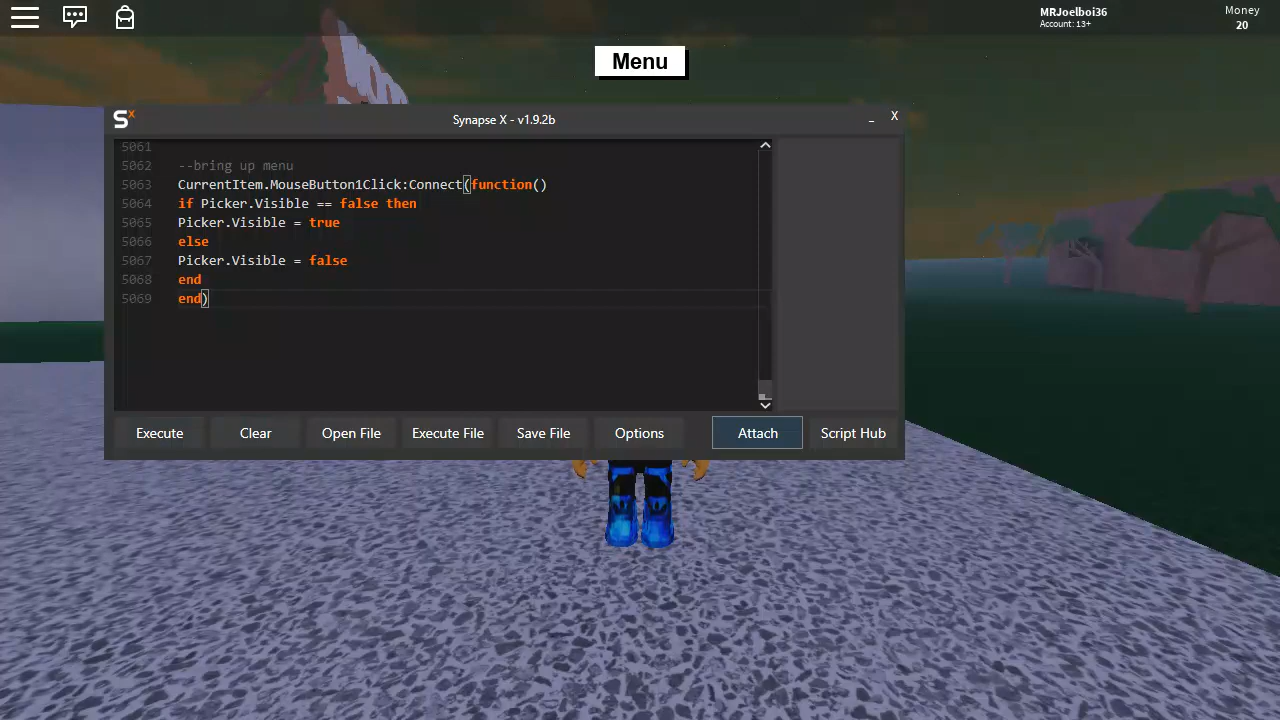 MRJoelboi36
Account: 13+
Money
20
Menu
Sx
Synapse X - v1.9.2b
X
5061
5062 --bring up menu
5063 CurrentItem.MouseButton1Click:Connect(function()
5064 if Picker.Visible == false then
5065 Picker.Visible = true
5066 else
5067 Picker.Visible = false
5068 end
5069 end)
Execute Clear Open File Execute File Save File Options Attach Script Hub